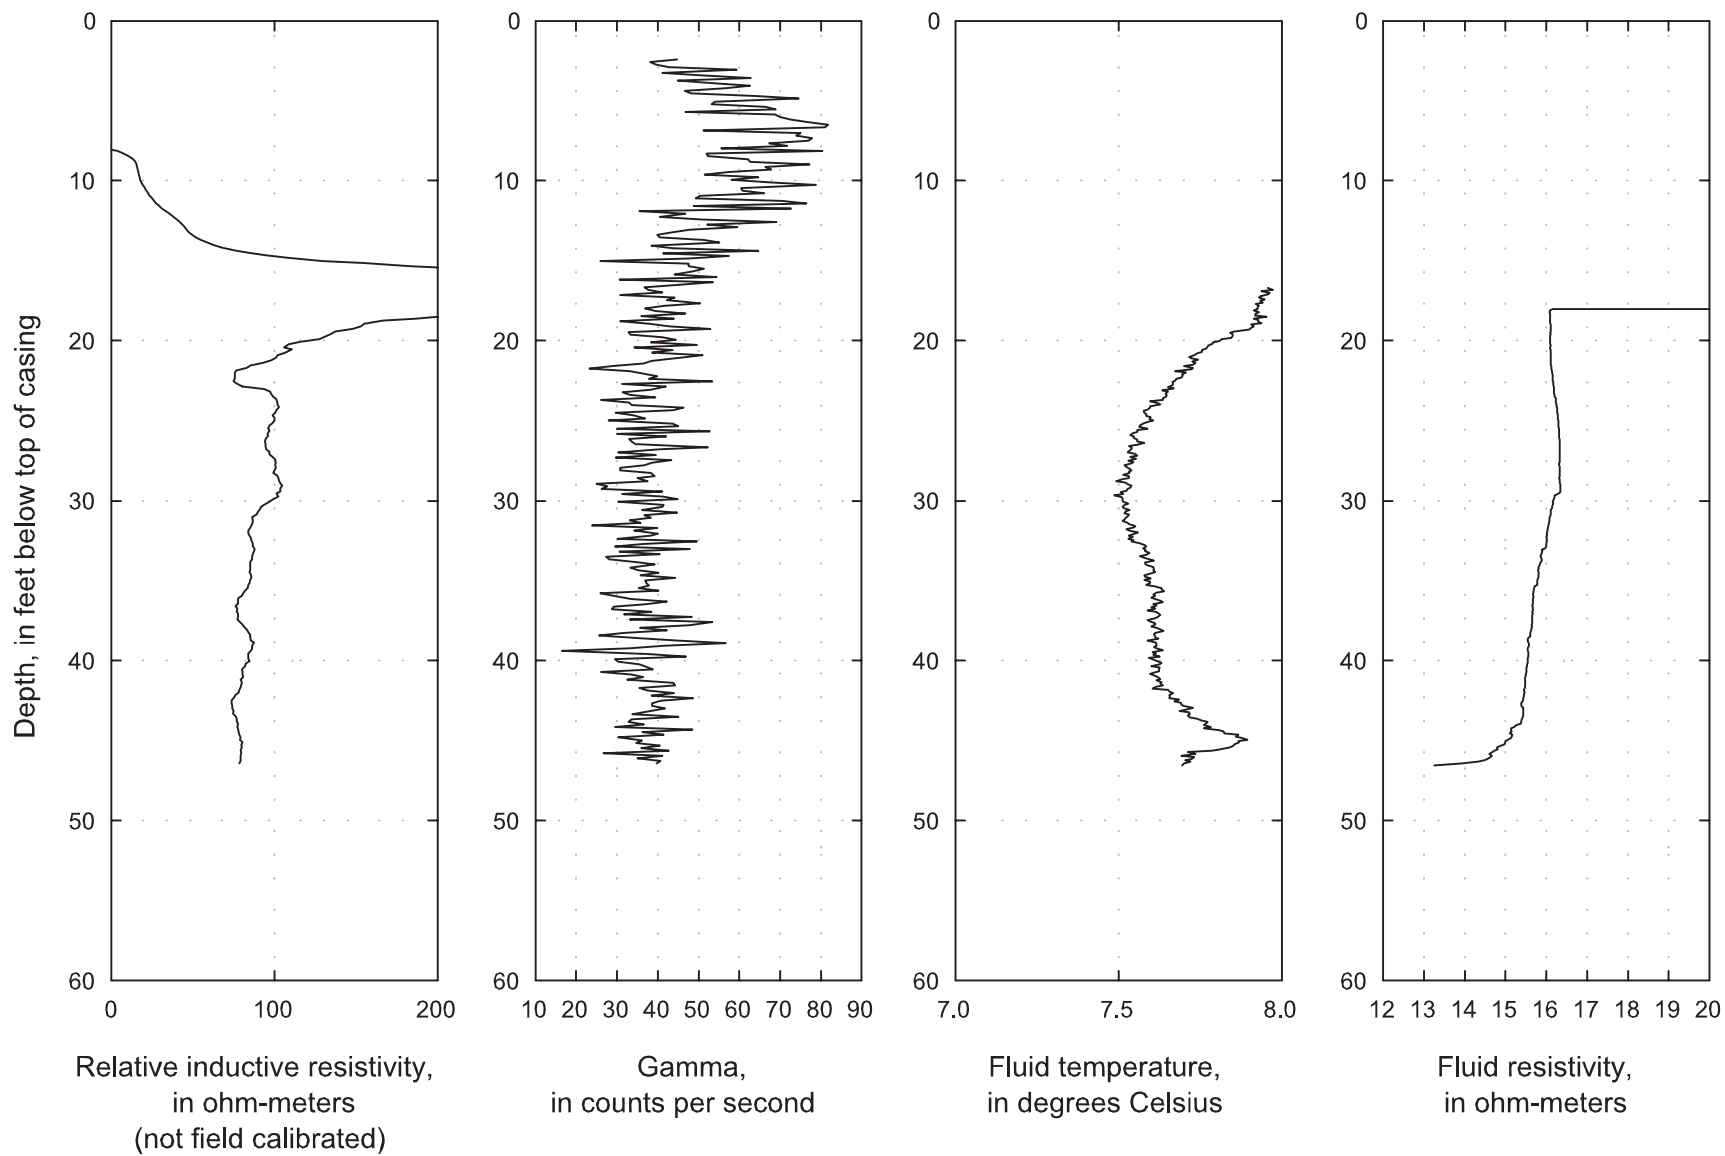 Depth, in feet below top of casing
0
10
20
30
40
50
60
0 100 200
Relative inductive resistivity,
in ohm-meters
(not field calibrated)
0
10
20
30
40
50
60
10 20 30 40 50 60 70 80 90
Gamma,
in counts per second
0
10
20
30
40
50
60
7.0 7.5 8.0
Fluid temperature,
in degrees Celsius
0
10
20
30
40
50
60
12 13 14 15 16 17 18 19 20
Fluid resistivity,
in ohm-meters